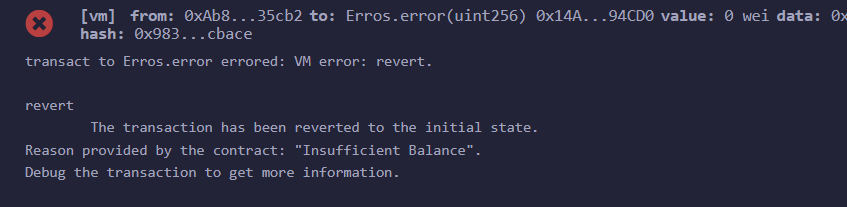 [vm] from: 0xAb8...35cb2 to: Erros.error(uint256) 0x14A...94CD0 value: 0 wei data: 0x
hash: 0x983...cbace
transact to Erros.error errored: VM error: revert.
revert
The transaction has been reverted to the initial state.
Reason provided by the contract: "Insufficient Balance".
Debug the transaction to get more information.